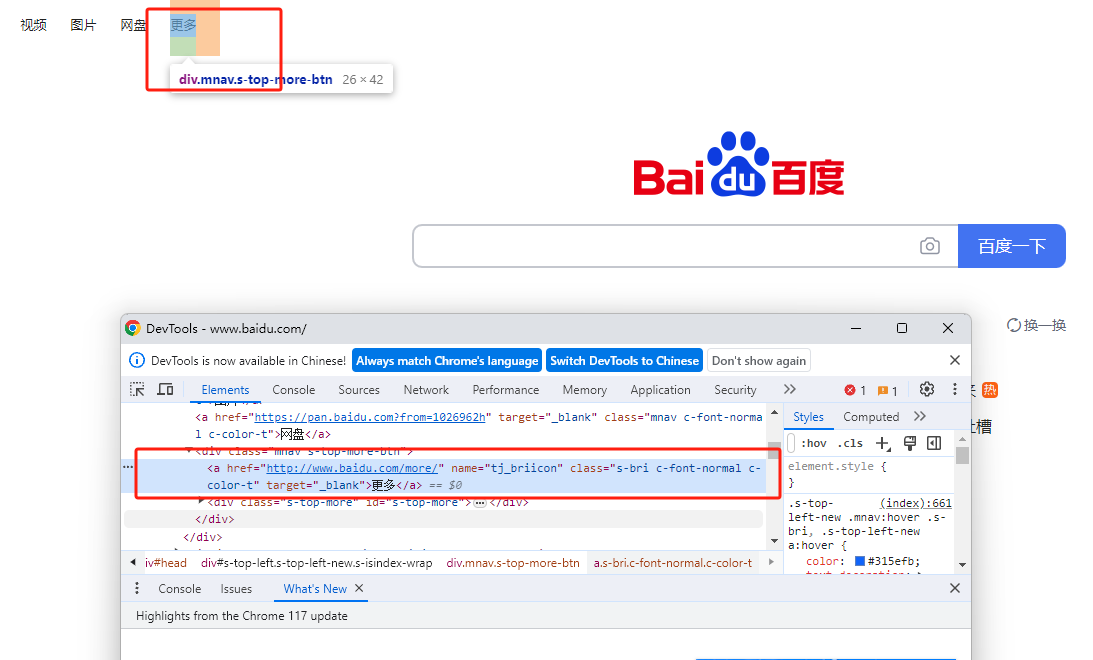 视频 图片 网盘 更多
div.mnav.s-top-more-btn 26 × 42
Bai du 百度
百度一下
换一换
DevTools - www.baidu.com/
DevTools is now available in Chinese! Always match Chrome's language Switch DevTools to Chinese Don't show again
Elements Console Sources Network Performance Memory Application Security 1 1
热
<a href="https://pan.baidu.com?from=1026962h" target="_blank" class="mnav c-font-norma
l c-color-t">网盘</a>
<div class="mnav s-top-more-btn">
<a href="http://www.baidu.com/more/" name="tj_briicon" class="s-bri c-font-normal c-
color-t" target="_blank">更多</a> == $0
<div class="s-top-more" id="s-top-more">…</div>
</div>
</div>
Styles Computed
:hov .cls
element.style {
}
.s-top- (index):661
left-new .mnav:hover .s-
bri, .s-top-left-new
a:hover {
color: #315efb;
吐槽
iv#head div#s-top-left.s-top-left-new.s-isindex-wrap div.mnav.s-top-more-btn a.s-bri.c-font-normal.c-color-t
Console Issues What's New
Highlights from the Chrome 117 update